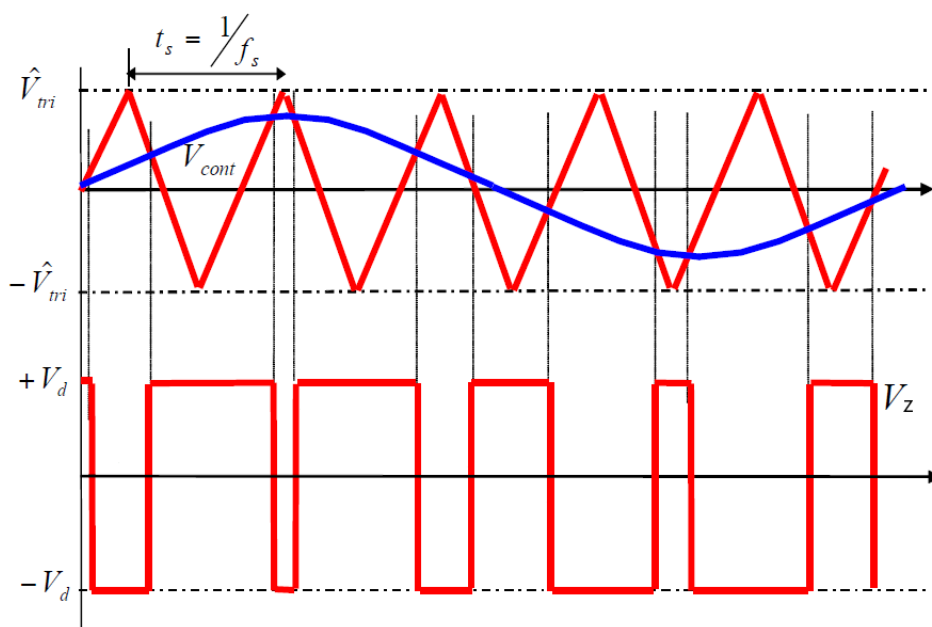 t_s = 1/f_s
V̂_tri
V_cont
-V̂_tri
+V_d
V_z
-V_d